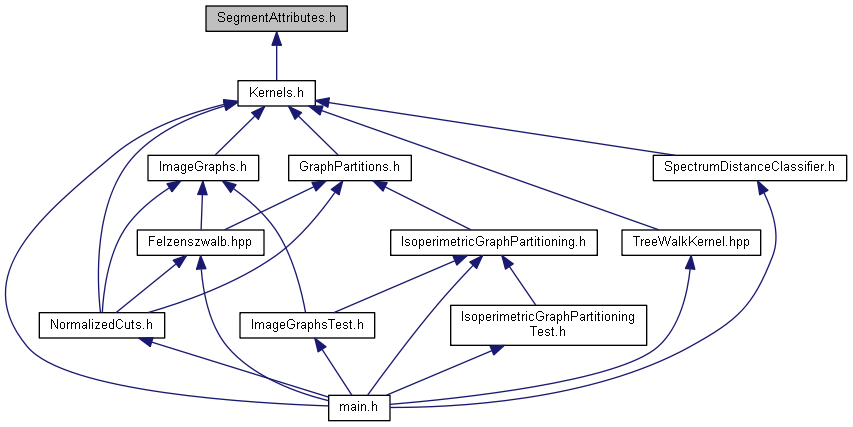 SegmentAttributes.h
Kernels.h
ImageGraphs.h
GraphPartitions.h
SpectrumDistanceClassifier.h
Felzenszwalb.hpp
IsoperimetricGraphPartitioning.h
TreeWalkKernel.hpp
NormalizedCuts.h
ImageGraphsTest.h
IsoperimetricGraphPartitioning
Test.h
main.h